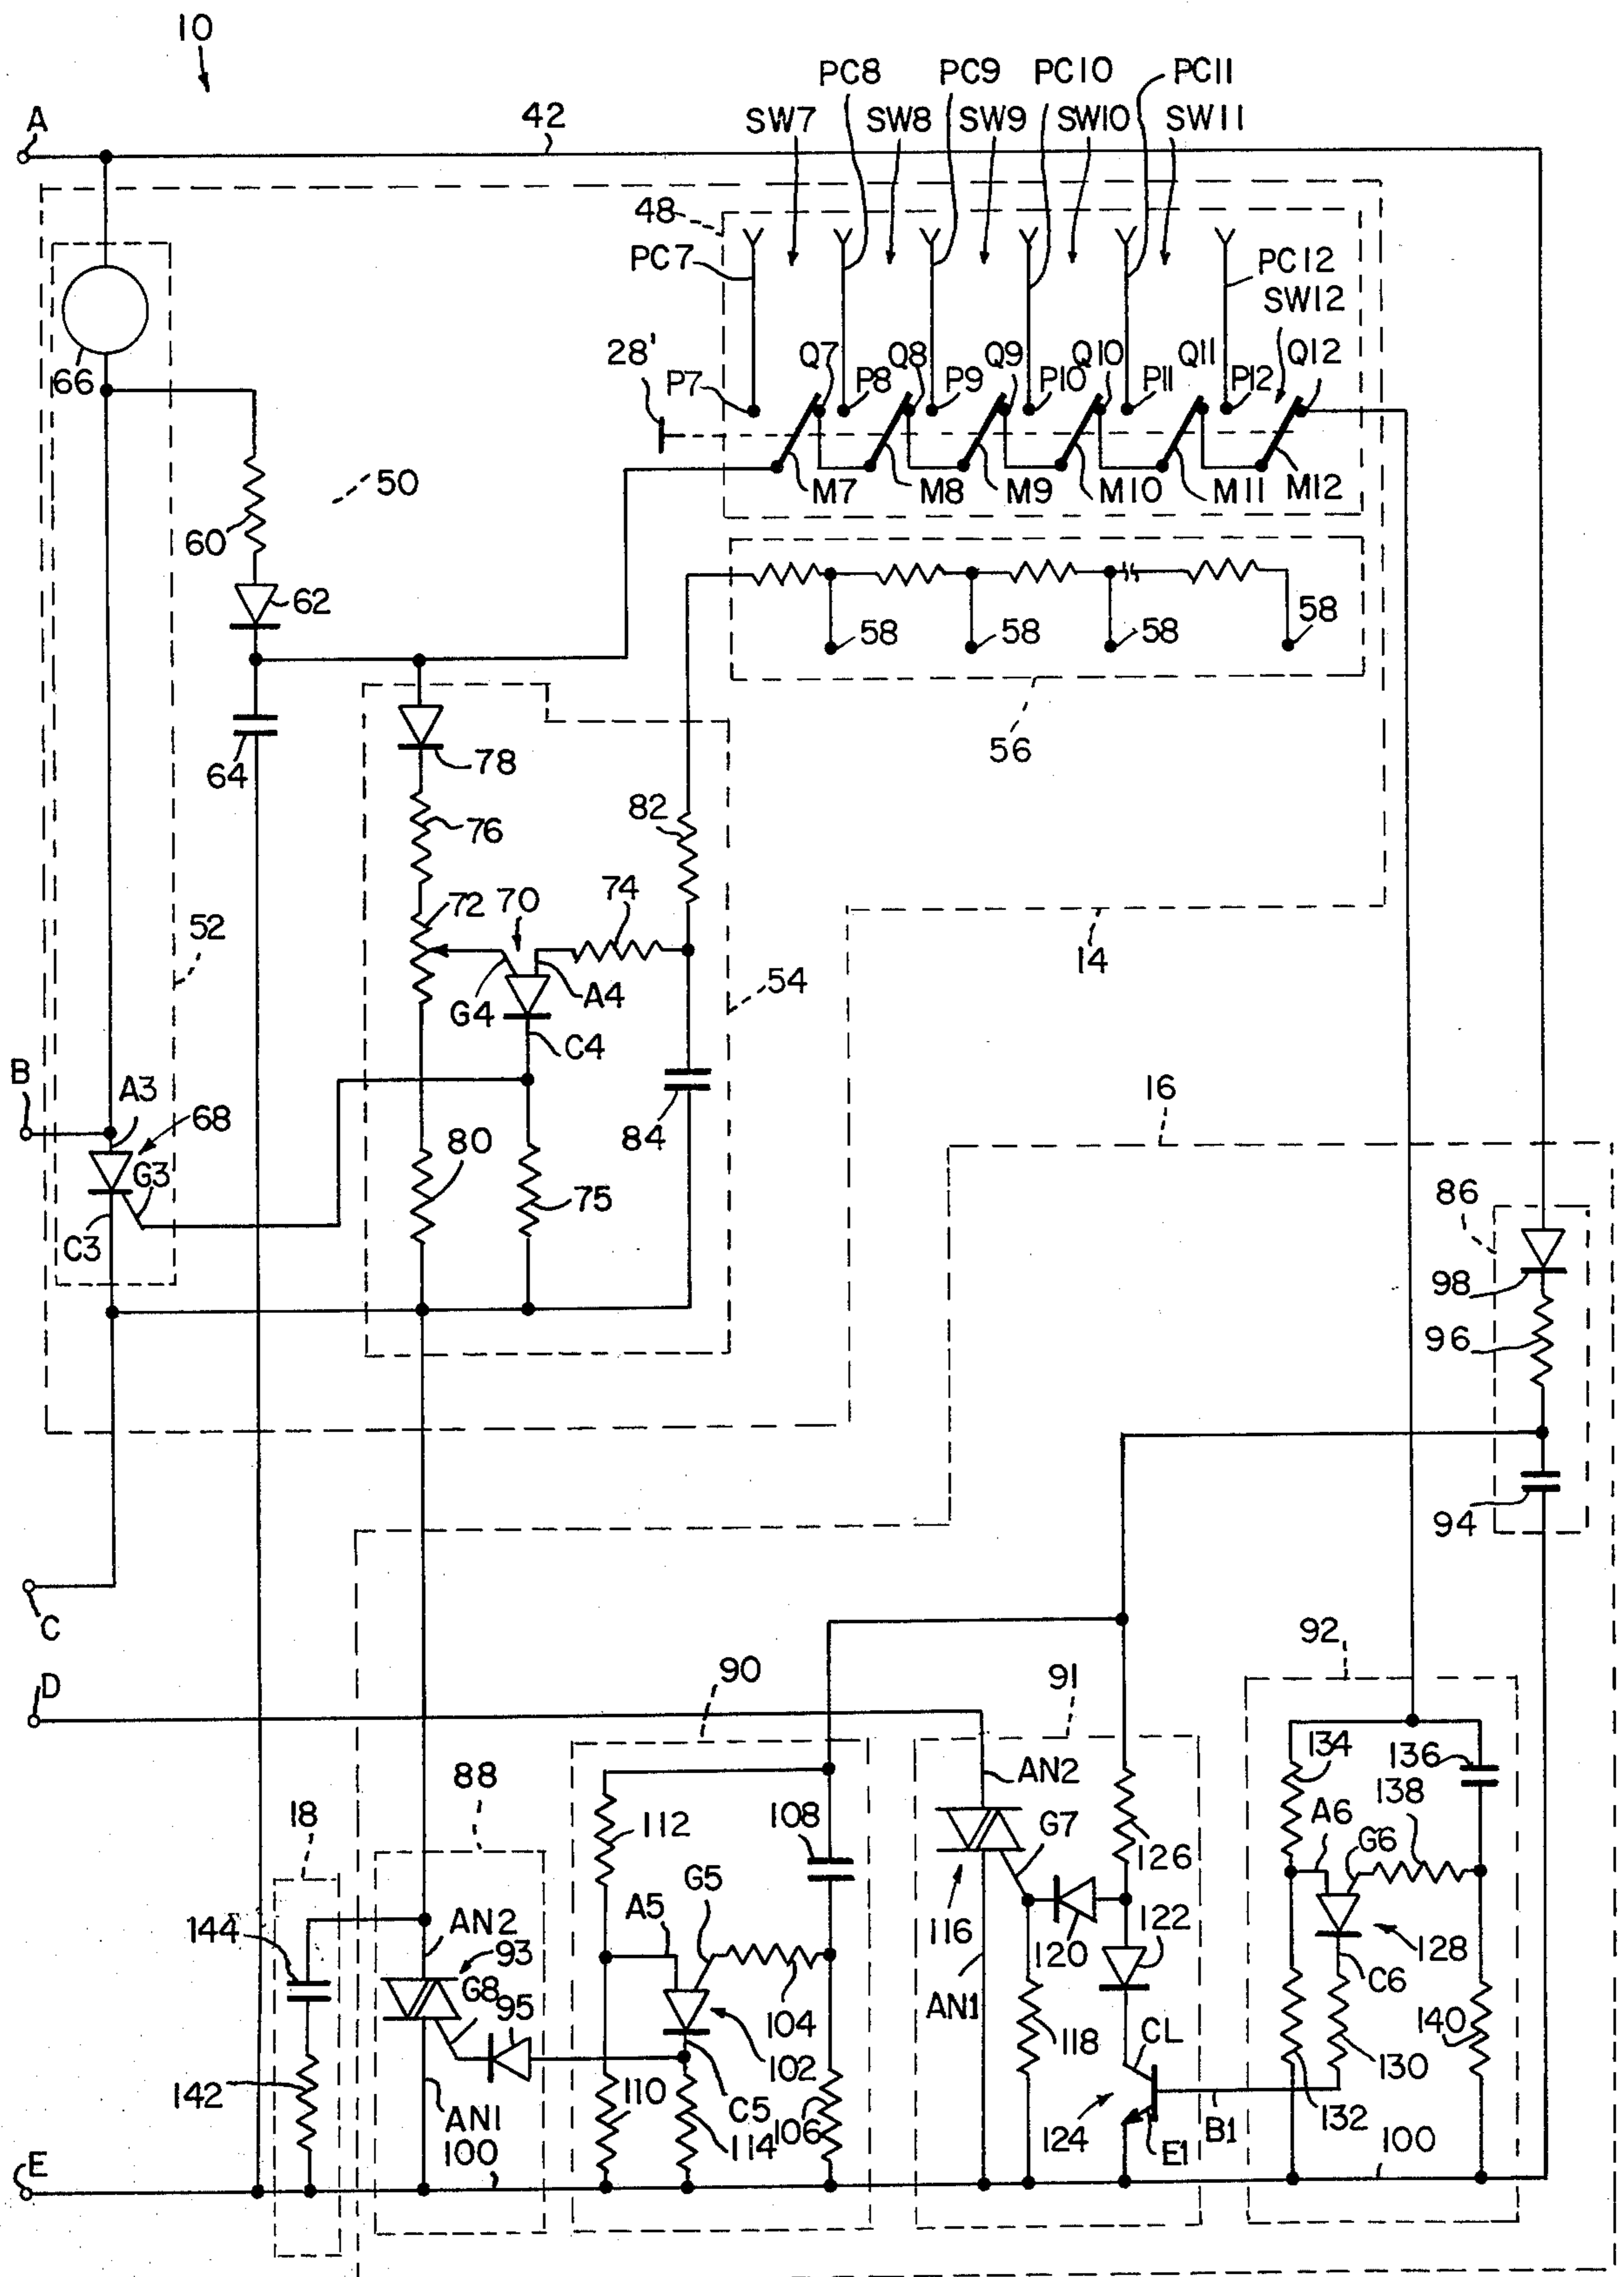 10
PC8 PC9 PC10 PC11
A 42 SW7 SW8 SW9 SW10 SW11
48
PC7 PC12
SW12
28' Q7 Q8 Q9 Q10 Q11 Q12
66 P7 P8 P9 P10 P11 P12
50 M7 M8 M9 M10 M11 M12
60
62 58 58 58 58
64 78 56
76 82
72 70 74
52 14
G4 A4 54
C4
B A3 16
68 84
G3 80 75 86
C3
98
96
94
C
92
D 90 91
134 136
88 AN2 138
18 112 108 G7 A6 G6
126
G5
A5
144 AN2 122
93 116 120 128
G8 95 C6
104 AN1
118 CL 140
102 130
142 110 C5
AN1 114 106 124 B1 132
E 100 E1 100